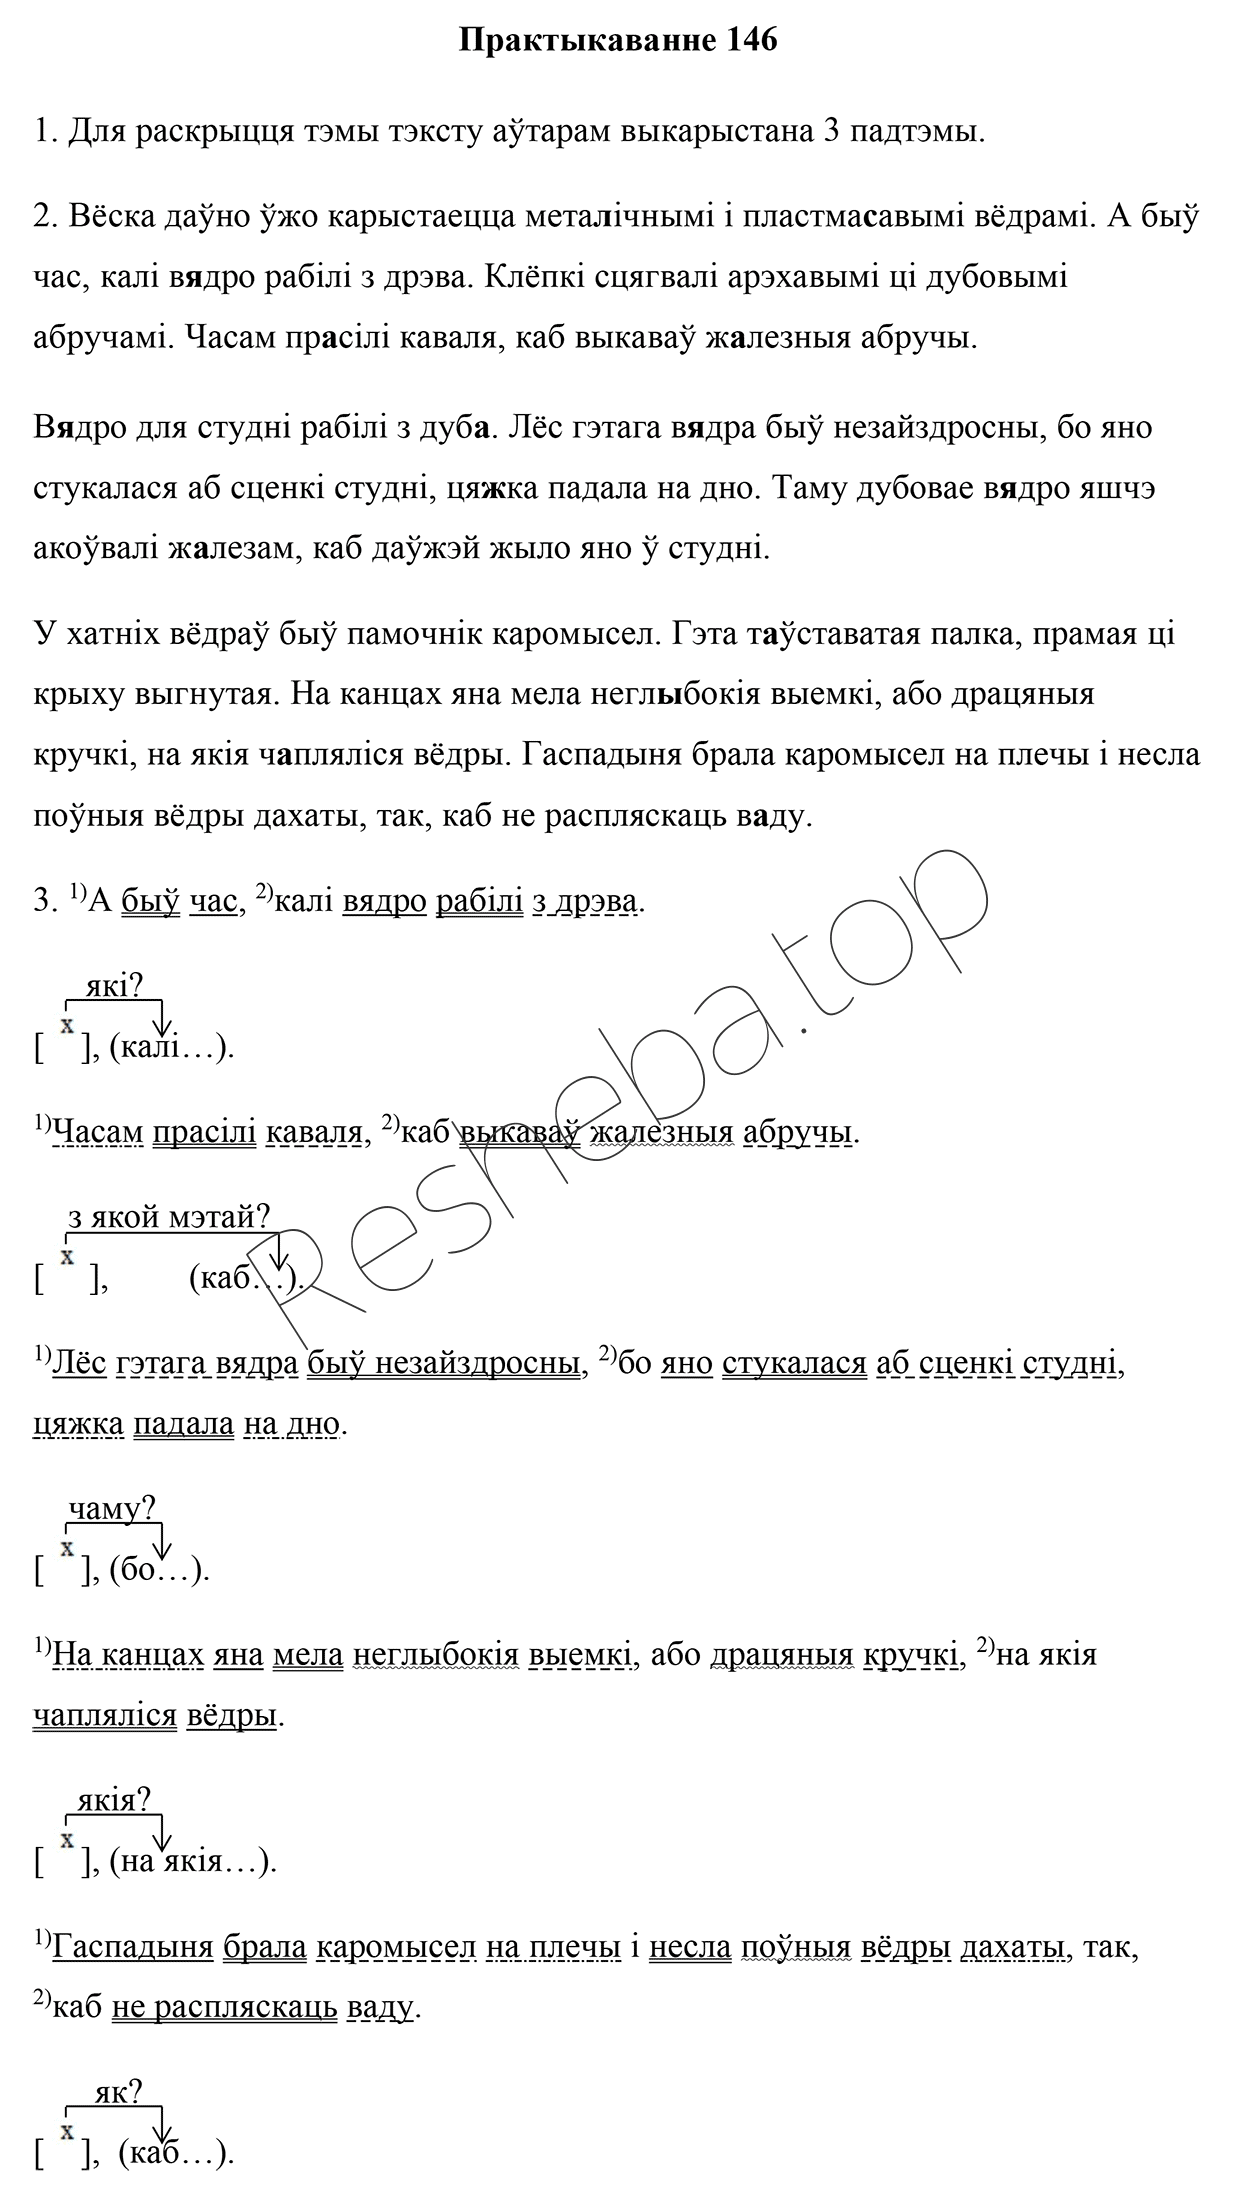 Практыкаванне 146
1. Для раскрыцця тэмы тэксту аўтарам выкарыстана 3 падтэмы.
2. Вёска даўно ўжо карыстаецца металічнымі і пластмасавымі вёдрамі. А быў
час, калі вядро рабілі з дрэва. Клёпкі сцягвалі арэхавымі ці дубовымі
абручамі. Часам прасілі каваля, каб выкаваў жалезныя абручы.
Вядро для студні рабілі з дуба. Лёс гэтага вядра быў незайздросны, бо яно
стукалася аб сценкі студні, цяжка падала на дно. Таму дубовае вядро яшчэ
акоўвалі жалезам, каб даўжэй жыло яно ў студні.
У хатніх вёдраў быў памочнік каромысел. Гэта таўставатая палка, прамая ці
крыху выгнутая. На канцах яна мела неглыбокія выемкі, або драцяныя
кручкі, на якія чапляліся вёдры. Гаспадыня брала каромысел на плечы і несла
поўныя вёдры дахаты, так, каб не распляскаць ваду.
3. 1)А быў час, 2)калі вядро рабілі з дрэва.
які?
[ х ], (калі…).
1)Часам прасілі каваля, 2)каб выкаваў жалезныя абручы.
з якой мэтай?
[ х ], (каб…).
1)Лёс гэтага вядра быў незайздросны, 2)бо яно стукалася аб сценкі студні,
цяжка падала на дно.
чаму?
[ х ], (бо…).
1)На канцах яна мела неглыбокія выемкі, або драцяныя кручкі, 2)на якія
чапляліся вёдры.
якія?
[ х ], (на якія…).
1)Гаспадыня брала каромысел на плечы і несла поўныя вёдры дахаты, так,
2)каб не распляскаць ваду.
як?
[ х ], (каб…).
Resheba.top